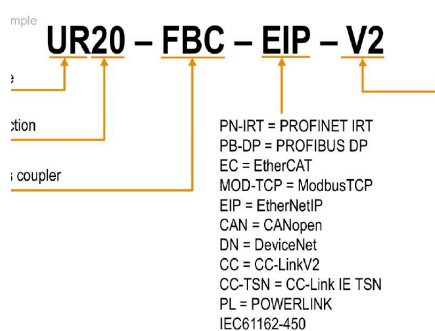 UR20 – FBC – EIP – V2
PN-IRT = PROFINET IRT
PB-DP = PROFIBUS DP
EC = EtherCAT
MOD-TCP = ModbusTCP
EIP = EtherNetIP
CAN = CANopen
DN = DeviceNet
CC = CC-LinkV2
CC-TSN = CC-Link IE TSN
PL = POWERLINK
IEC61162-450
coupler